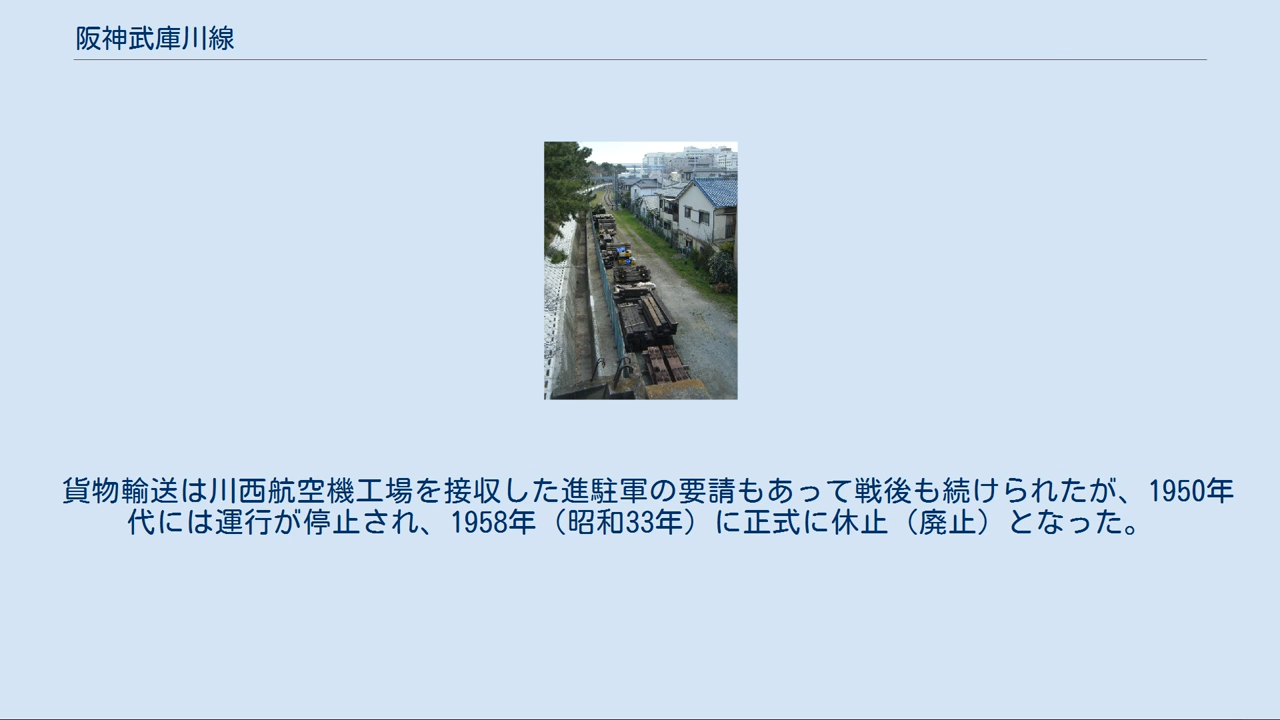 阪神武庫川線
貨物輸送は川西航空機工場を接収した進駐軍の要請もあって戦後も続けられたが、1950年
代には運行が停止され、1958年（昭和33年）に正式に休止（廃止）となった。